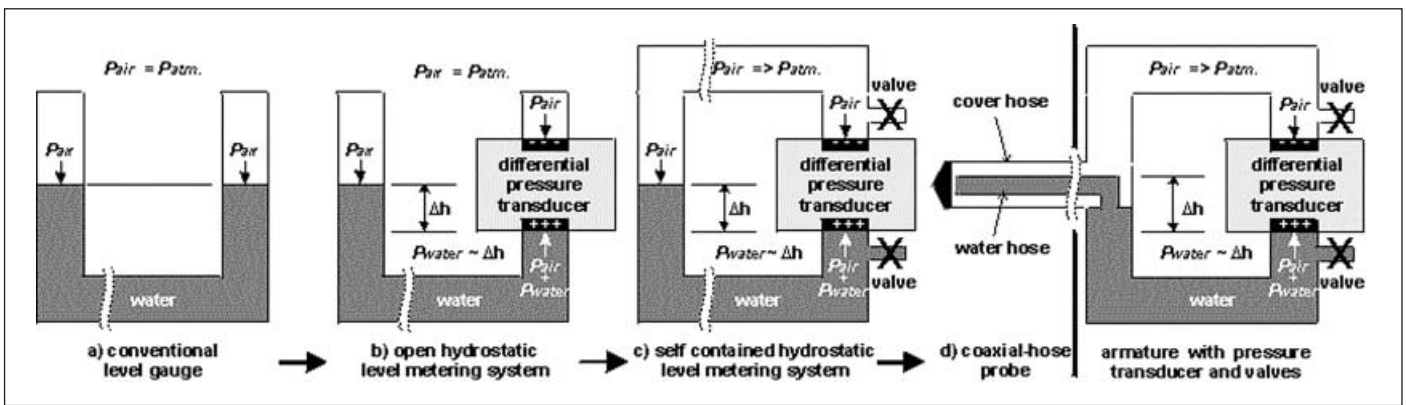 Pair = Patm.
Pair
Pair
water
a) conventional
level gauge
Pair = Patm.
Pair
Pair
- - -
differential
pressure
transducer
+++
Δh
Pwater ~ Δh
Pair
+
Pwater
water
b) open hydrostatic
level metering system
Pair => Patm.
valve
Pair
Pair
- - -
differential
pressure
transducer
+++
Δh
Pwater ~ Δh
Pair
+
Pwater
valve
water
c) self contained hydrostatic
level metering system
cover hose
water hose
d) coaxial-hose
probe
Pair => Patm.
valve
Pair
- - -
differential
pressure
transducer
+++
Δh
Pwater ~ Δh
Pair
+
Pwater
valve
water
armature with pressure
transducer and valves